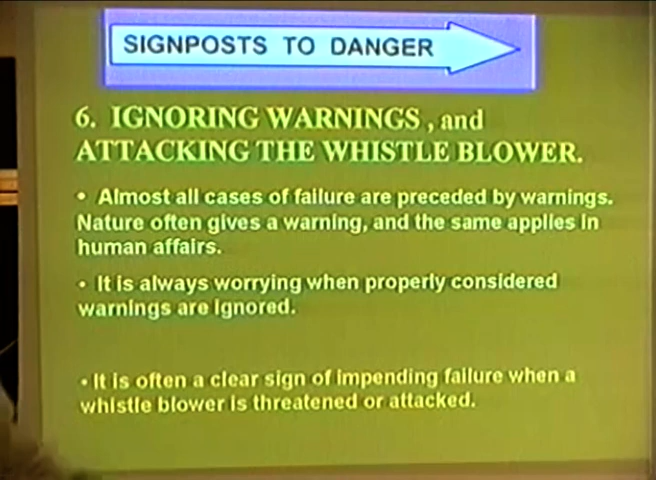 SIGNPOSTS TO DANGER
6. IGNORING WARNINGS , and
ATTACKING THE WHISTLE BLOWER.
• Almost all cases of failure are preceded by warnings.
Nature often gives a warning, and the same applies in
human affairs.
• It is always worrying when properly considered
warnings are ignored.
• It is often a clear sign of impending failure when a
whistle blower is threatened or attacked.